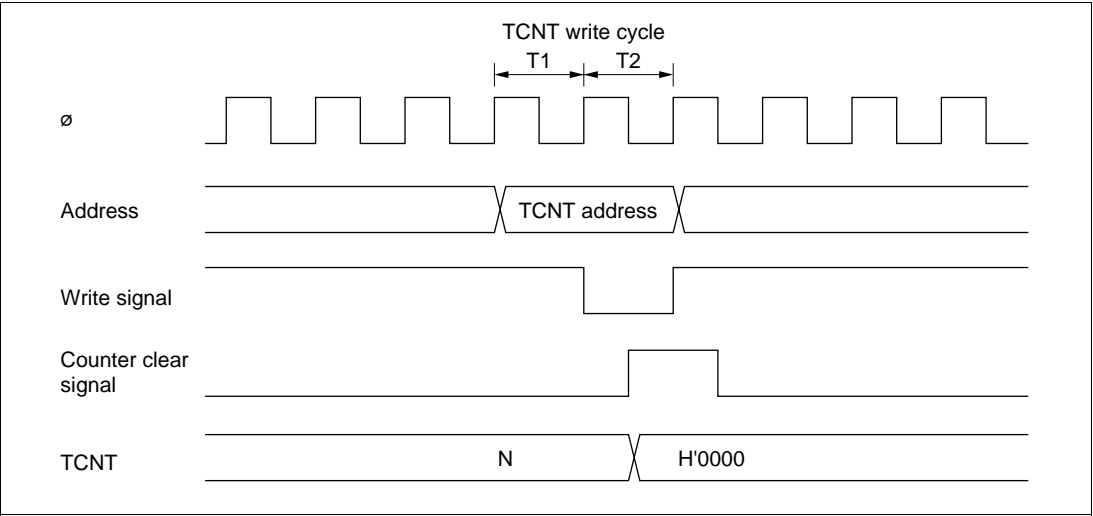 TCNT write cycle
T1 T2
ø
Address TCNT address
Write signal
Counter clear
signal
TCNT N H'0000